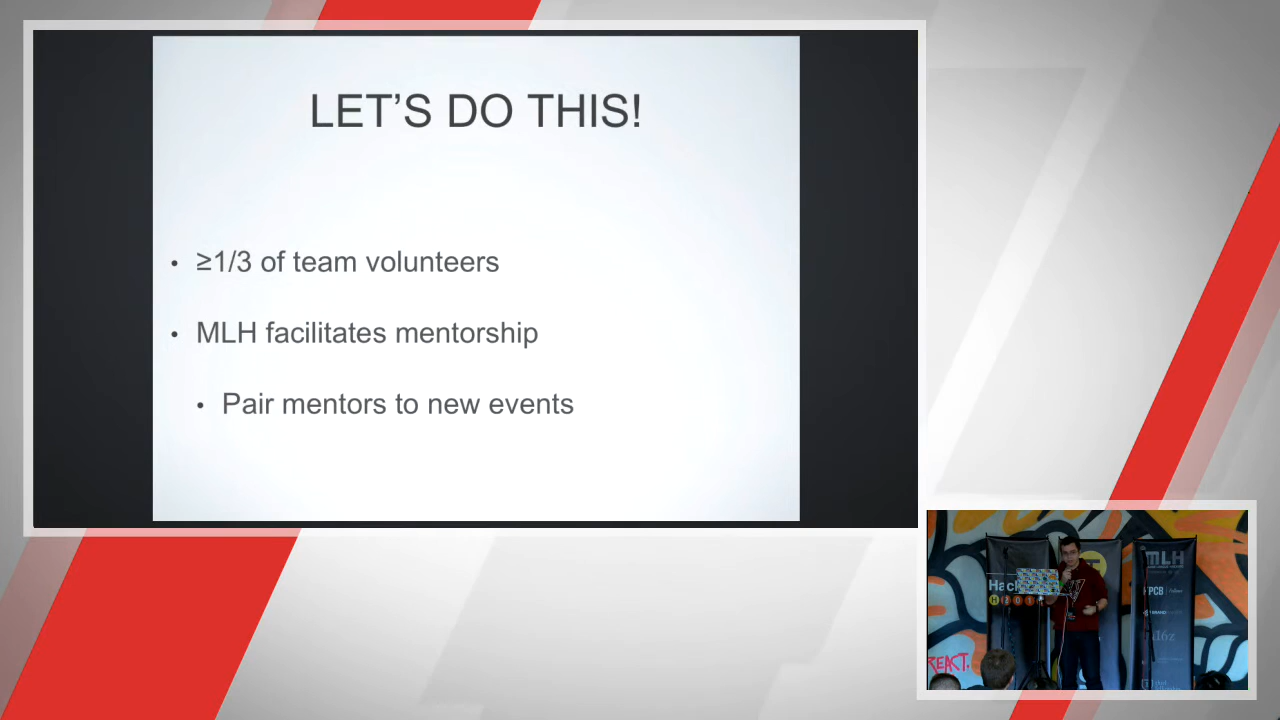 LET’S DO THIS!
• ≥1/3 of team volunteers
• MLH facilitates mentorship
• Pair mentors to new events
Hack
MLH
PCB
REACT.